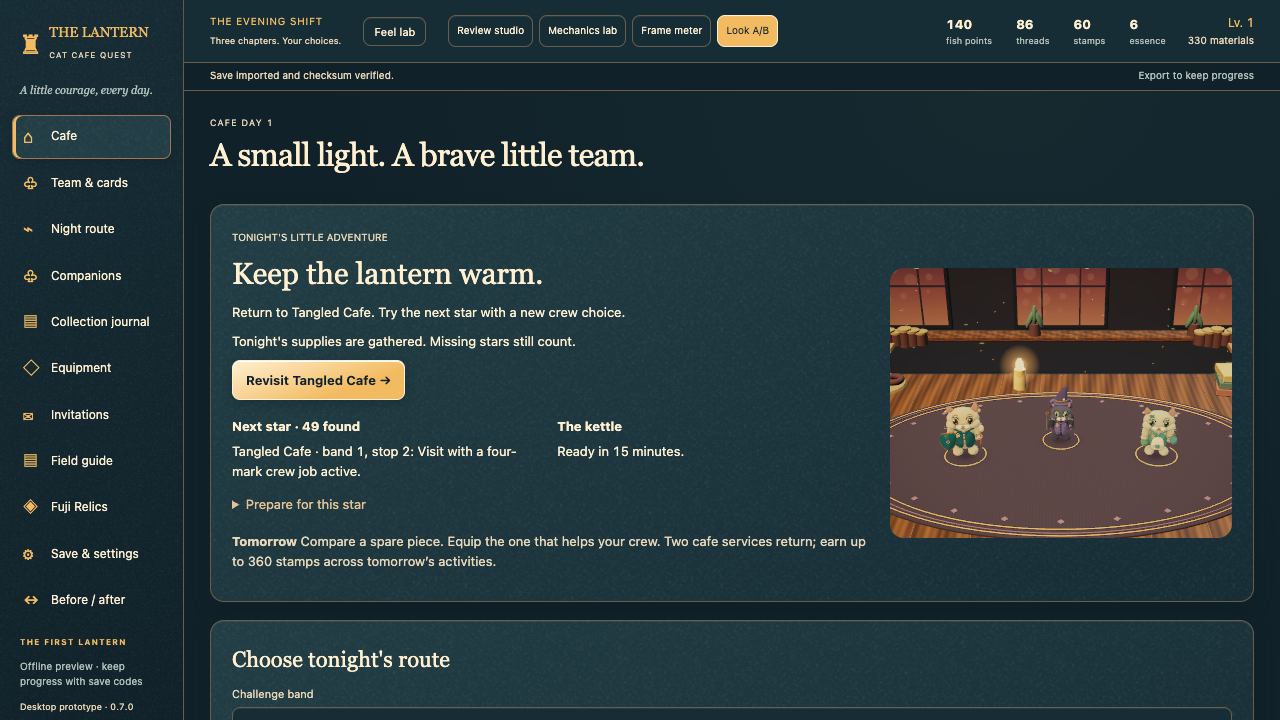 THE LANTERN
CAT CAFE QUEST
A little courage, every day.
Cafe
Team & cards
Night route
Companions
Collection journal
Equipment
Invitations
Field guide
Fuji Relics
Save & settings
Before / after
THE FIRST LANTERN
Offline preview · keep
progress with save codes
Desktop prototype · 0.7.0
THE EVENING SHIFT
Three chapters. Your choices.
Feel lab
Review studio
Mechanics lab
Frame meter
Look A/B
140
fish points
86
threads
60
stamps
6
essence
Lv. 1
330 materials
Save imported and checksum verified.
Export to keep progress
CAFE DAY 1
A small light. A brave little team.
TONIGHT'S LITTLE ADVENTURE
Keep the lantern warm.
Return to Tangled Cafe. Try the next star with a new crew choice.
Tonight's supplies are gathered. Missing stars still count.
Revisit Tangled Cafe →
Next star · 49 found
Tangled Cafe · band 1, stop 2: Visit with a four-
mark crew job active.
The kettle
Ready in 15 minutes.
Prepare for this star
Tomorrow Compare a spare piece. Equip the one that helps your crew. Two cafe services return; earn up
to 360 stamps across tomorrow's activities.
Choose tonight's route
Challenge band